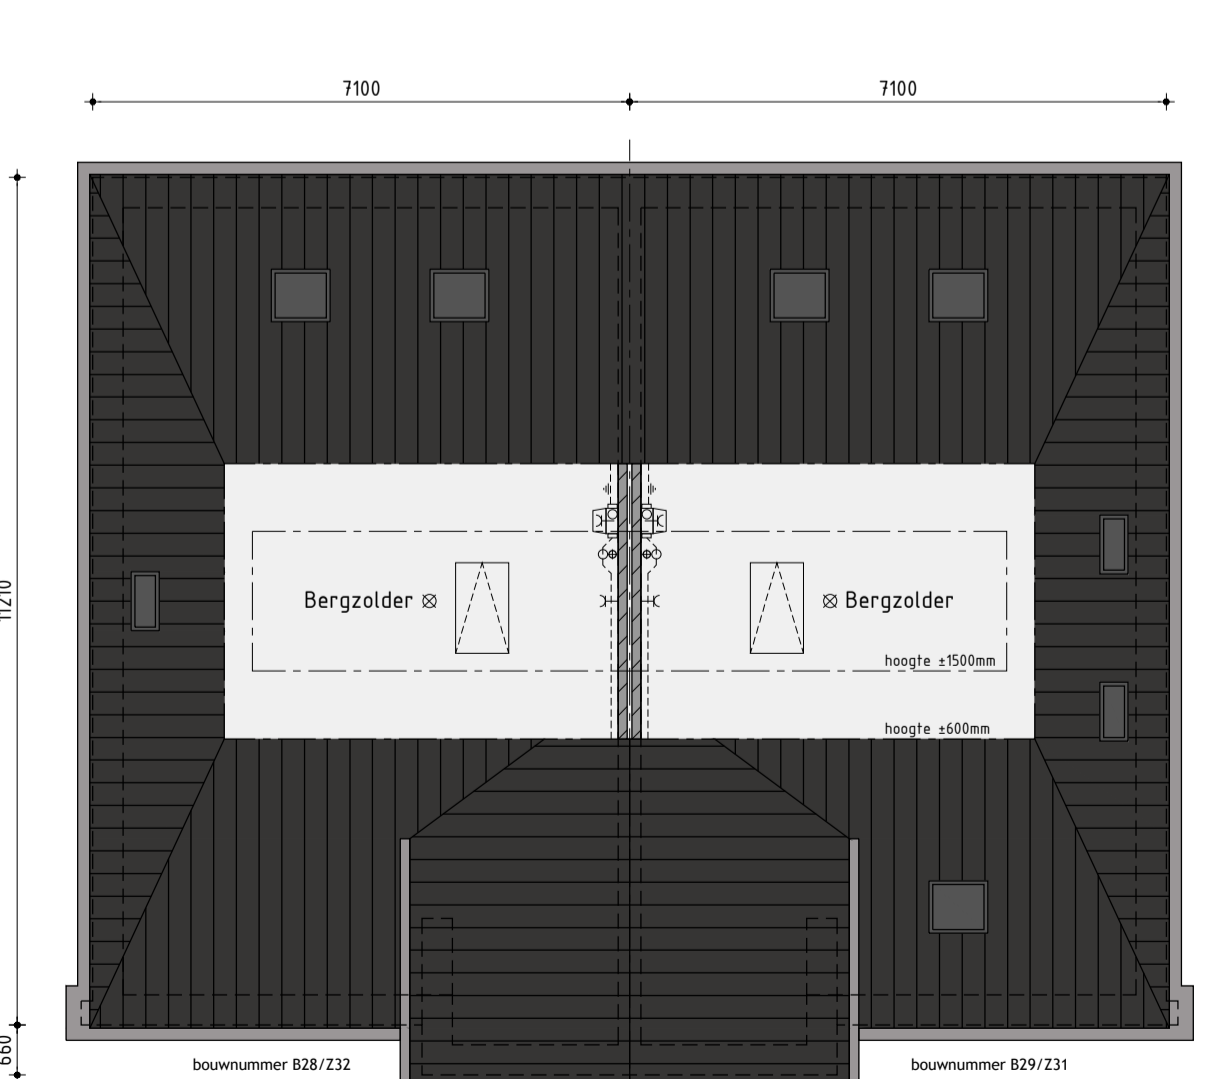 7100 7100
11210
Bergzolder Bergzolder
hoogte ±1500mm
hoogte ±600mm
660
bouwnummer B28/Z32 bouwnummer B29/Z31